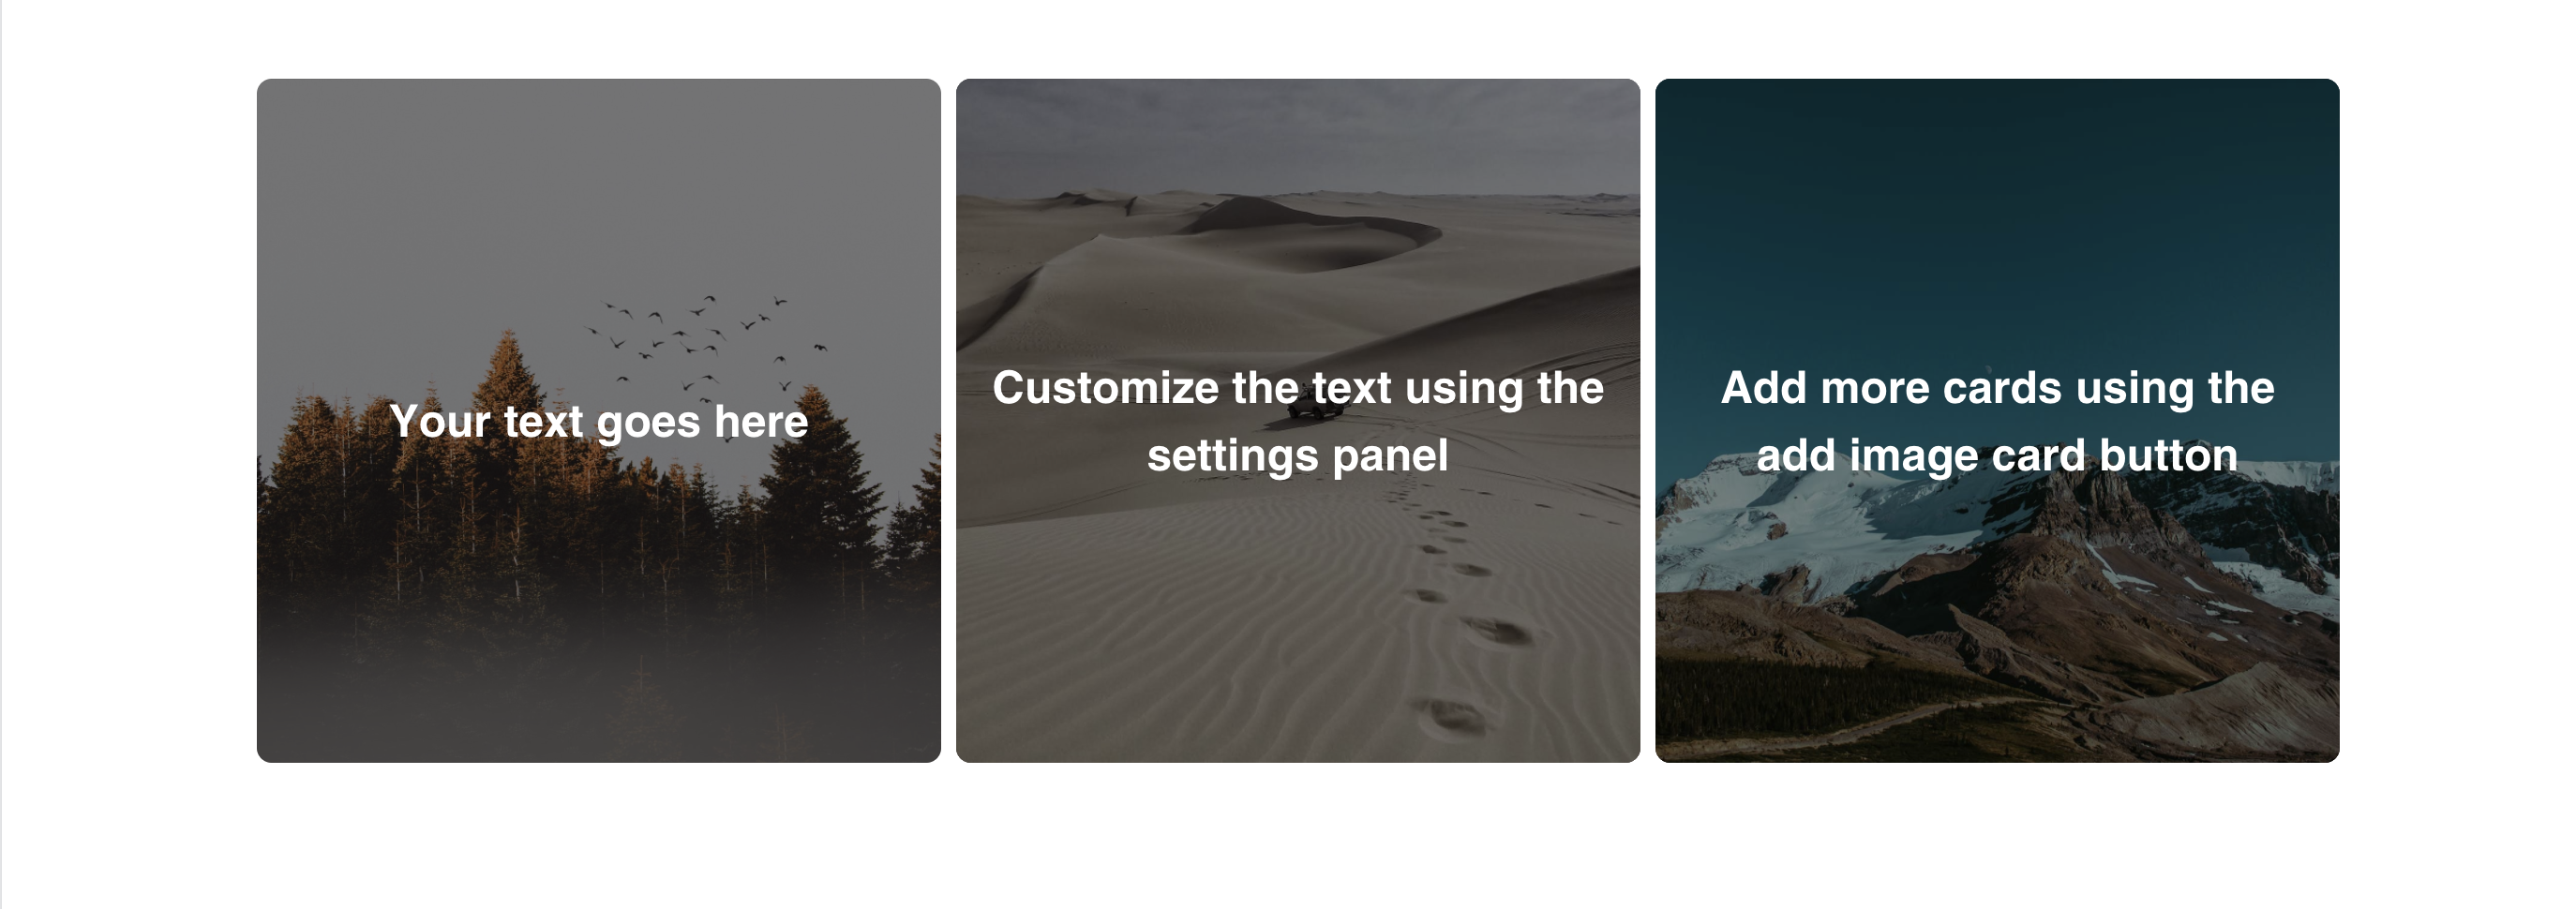 Your text goes here
Customize the text using the
settings panel
Add more cards using the
add image card button